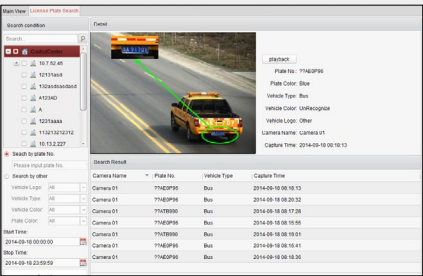 Main View License Plate Search
Search condition
Search...
ControlCenter
10.7.52.46
12131asd
132asdsasdasd
A1234D
A
1231aaaa
113213213212
10.13.2.227
Seach by plate No.
Please input plate No.
Search by other
Vehicle Logo: All
Vehicle Type: All
Vehicle Color: All
Plate Color: All
Start Time:
2014-09-18 00:00:00
Stop Time:
2014-09-18 23:59:59
Detail
playback
Plate No.: ??AE0F96
Plate Color: Blue
Vehicle Type: Bus
Vehicle Color: UnRecognize
Vehicle Logo: Other
Camera Name: Camera 01
Capture Time: 2014-09-18 08:18:13
Search Result
Camera Name Plate No. Vehicle Type Capture Time
Camera 01 ??AE0F96 Bus 2014-09-18 08:18:13
Camera 01 ??AE0F96 Bus 2014-09-18 08:20:32
Camera 01 ??ATB990 Bus 2014-09-18 08:17:28
Camera 01 ??AE0F96 Bus 2014-09-18 08:15:55
Camera 01 ??ATB990 Bus 2014-09-18 08:19:01
Camera 01 ??AE0F96 Bus 2014-09-18 08:16:41
Camera 01 ??AE0F96 Bus 2014-09-18 08:18:36